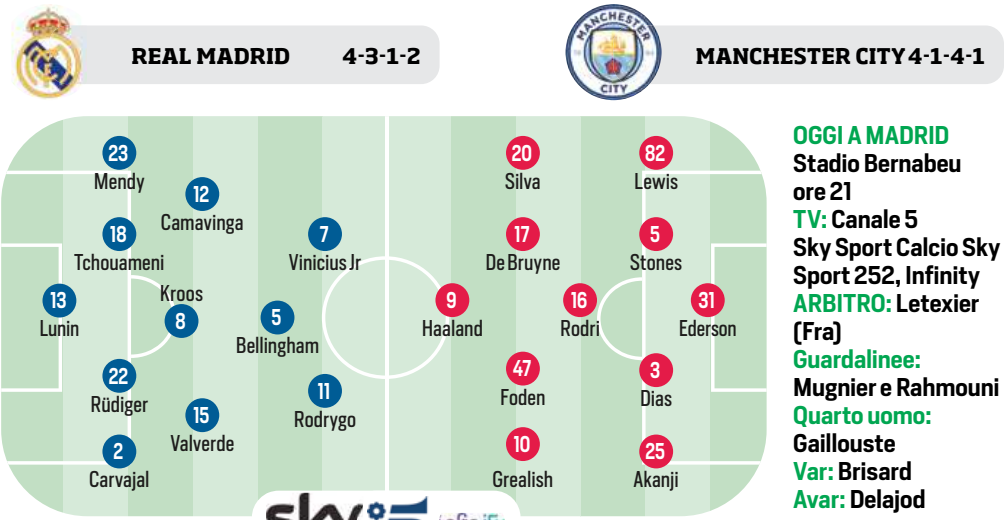 REAL MADRID 4-3-1-2
MANCHESTER CITY 4-1-4-1
MANCHESTER
CITY
23
Mendy
12
Camavinga
18
Tchouameni
7
Vinicius Jr
13
Lunin
Kroos
8
5
Bellingham
22
Rüdiger
11
Rodrygo
15
Valverde
2
Carvajal
20
Silva
82
Lewis
17
De Bruyne
5
Stones
9
Haaland
16
Rodri
31
Ederson
47
Foden
3
Dias
10
Grealish
25
Akanji
OGGI A MADRID
Stadio Bernabeu
ore 21
TV: Canale 5
Sky Sport Calcio Sky
Sport 252, Infinity
ARBITRO: Letexier
(Fra)
Guardalinee:
Mugnier e Rahmouni
Quarto uomo:
Gaillouste
Var: Brisard
Avar: Delajod
sky 5